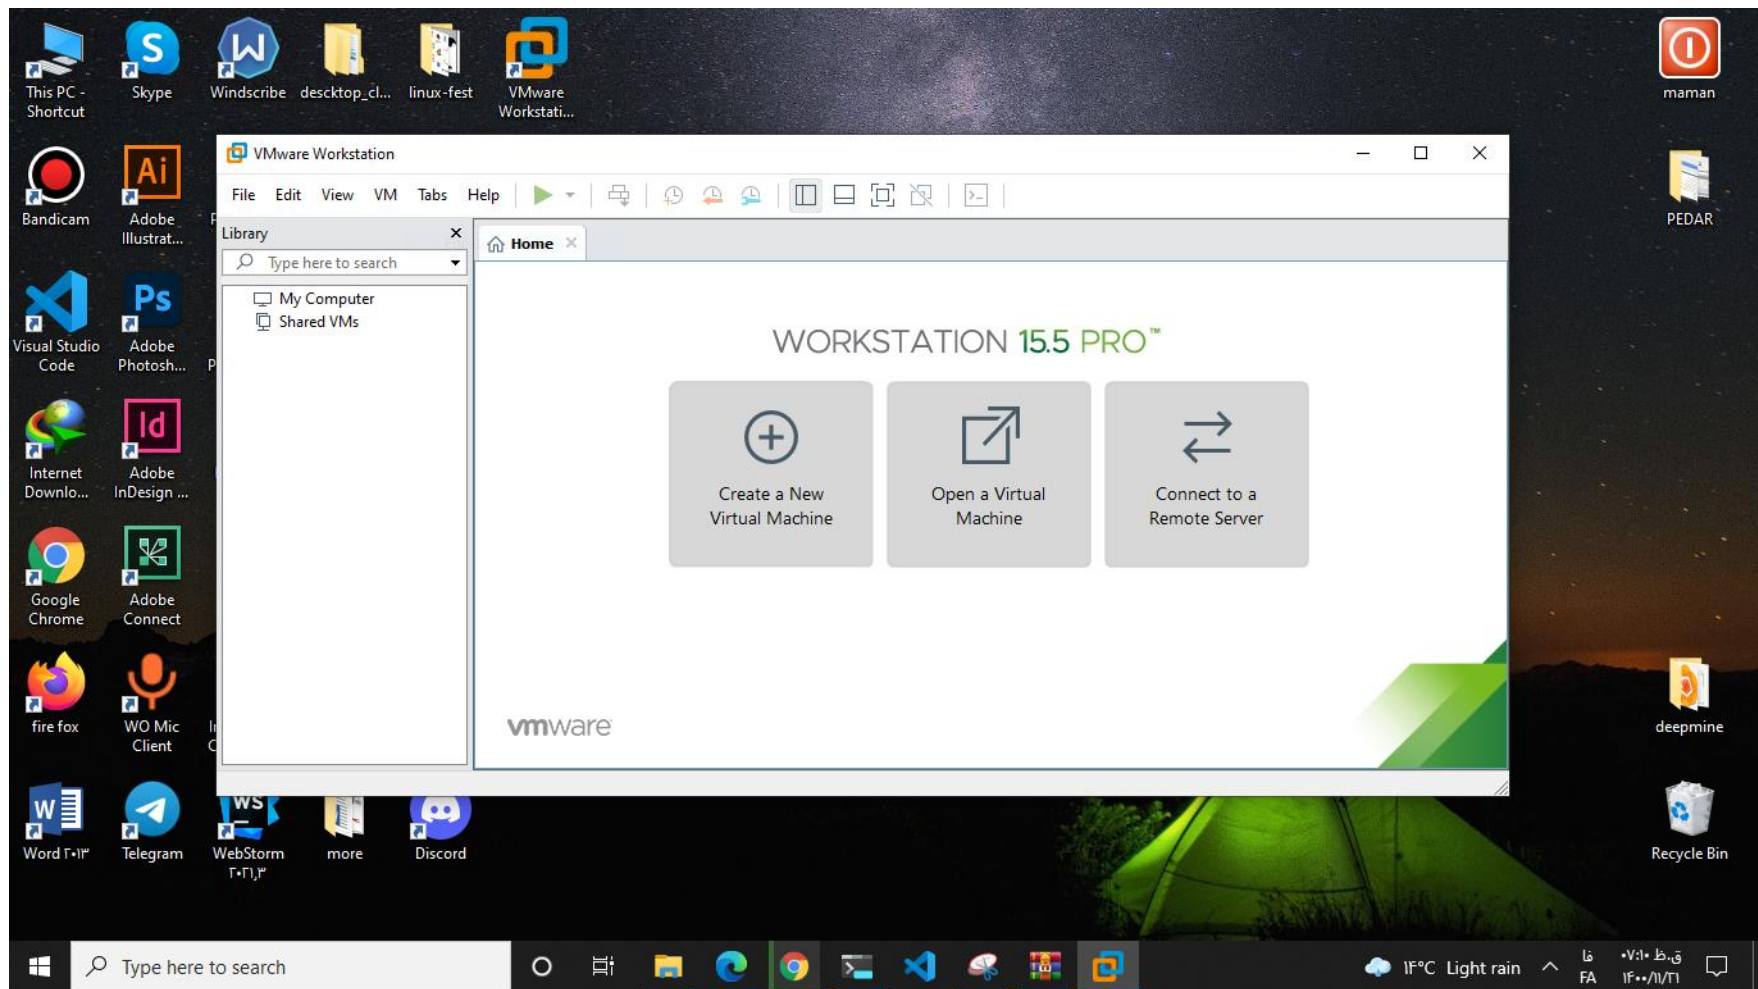 This PC -
Shortcut
Skype
Windscribe
descktop_cl...
linux-fest
VMware
Workstati...
maman
Bandicam
Adobe
Illustrat...
PEDAR
Visual Studio
Code
Adobe
Photosh...
Internet
Downlo...
Adobe
InDesign ...
Google
Chrome
Adobe
Connect
fire fox
WO Mic
Client
deepmine
Word ۲۰۱۳
Telegram
WebStorm
۲۰۲۱,۳
more
Discord
Recycle Bin
VMware Workstation
File Edit View VM Tabs Help
Library
Type here to search
My Computer
Shared VMs
Home
WORKSTATION 15.5 PRO™
Create a New
Virtual Machine
Open a Virtual
Machine
Connect to a
Remote Server
vmware
Type here to search
۱۴°C Light rain
فا
FA
۰۷:۱۰ ق.ظ
۱۴۰۰/۱۱/۲۱